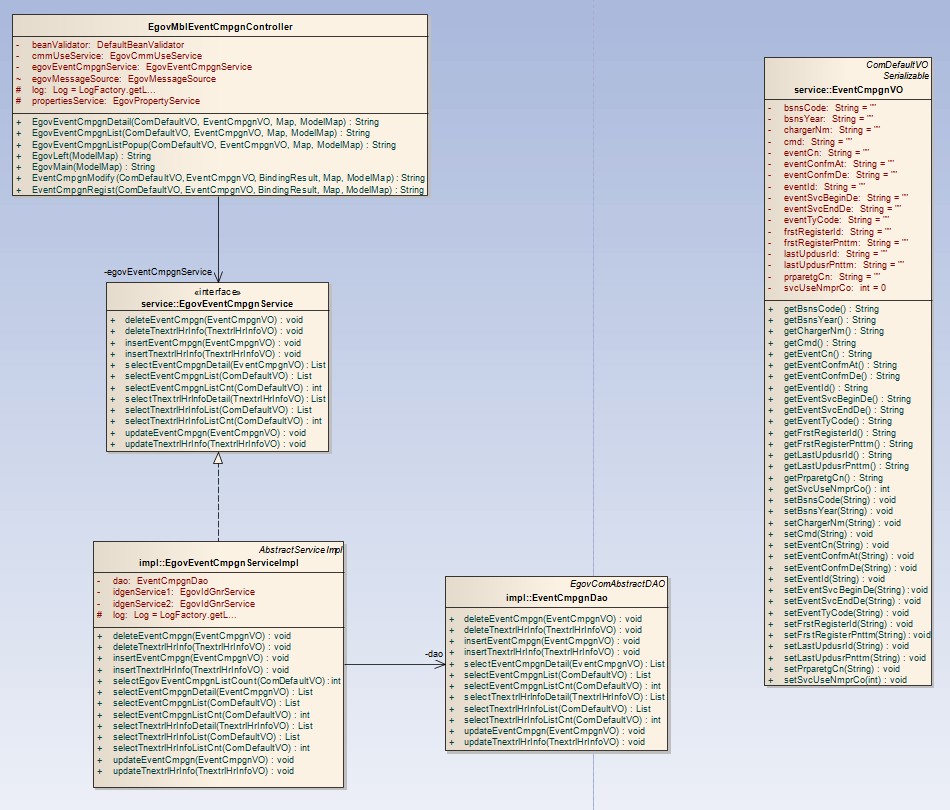 EgovMblEventCmpgnController
- beanValidator: DefaultBeanValidator
- cmmUseService: EgovCmmUseService
- egovEventCmpgnService: EgovEventCmpgnService
~ egovMessageSource: EgovMessageSource
# log: Log = LogFactory.getL...
# propertiesService: EgovPropertyService
+ EgovEventCmpgnDetail(ComDefaultVO, EventCmpgnVO, Map, ModelMap) : String
+ EgovEventCmpgnList(ComDefaultVO, EventCmpgnVO, Map, ModelMap) : String
+ EgovEventCmpgnListPopup(ComDefaultVO, EventCmpgnVO, Map, ModelMap) : String
+ EgovLeft(ModelMap) : String
+ EgovMain(ModelMap) : String
+ EventCmpgnModify(ComDefaultVO, EventCmpgnVO, BindingResult, Map, ModelMap) : String
+ EventCmpgnRegist(ComDefaultVO, EventCmpgnVO, BindingResult, Map, ModelMap) : String
-egovEventCmpgnService
«interface»
service::EgovEventCmpgnService
+ deleteEventCmpgn(EventCmpgnVO) : void
+ deleteTnextrlHrInfo(TnextrlHrInfoVO) : void
+ insertEventCmpgn(EventCmpgnVO) : void
+ insertTnextrlHrInfo(TnextrlHrInfoVO) : void
+ selectEventCmpgnDetail(EventCmpgnVO) : List
+ selectEventCmpgnList(ComDefaultVO) : List
+ selectEventCmpgnListCnt(ComDefaultVO) : int
+ selectTnextrlHrInfoDetail(TnextrlHrInfoVO) : List
+ selectTnextrlHrInfoList(ComDefaultVO) : List
+ selectTnextrlHrInfoListCnt(ComDefaultVO) : int
+ updateEventCmpgn(EventCmpgnVO) : void
+ updateTnextrlHrInfo(TnextrlHrInfoVO) : void
AbstractServiceImpl
impl::EgovEventCmpgnServiceImpl
- dao: EventCmpgnDao
- idgenService1: EgovIdGnrService
- idgenService2: EgovIdGnrService
# log: Log = LogFactory.getL...
+ deleteEventCmpgn(EventCmpgnVO) : void
+ deleteTnextrlHrInfo(TnextrlHrInfoVO) : void
+ insertEventCmpgn(EventCmpgnVO) : void
+ insertTnextrlHrInfo(TnextrlHrInfoVO) : void
+ selectEgovEventCmpgnListCount(ComDefaultVO) : int
+ selectEventCmpgnDetail(EventCmpgnVO) : List
+ selectEventCmpgnList(ComDefaultVO) : List
+ selectEventCmpgnListCnt(ComDefaultVO) : int
+ selectTnextrlHrInfoDetail(TnextrlHrInfoVO) : List
+ selectTnextrlHrInfoList(ComDefaultVO) : List
+ selectTnextrlHrInfoListCnt(ComDefaultVO) : int
+ updateEventCmpgn(EventCmpgnVO) : void
+ updateTnextrlHrInfo(TnextrlHrInfoVO) : void
-dao
EgovComAbstractDAO
impl::EventCmpgnDao
+ deleteEventCmpgn(EventCmpgnVO) : void
+ deleteTnextrlHrInfo(TnextrlHrInfoVO) : void
+ insertEventCmpgn(EventCmpgnVO) : void
+ insertTnextrlHrInfo(TnextrlHrInfoVO) : void
+ selectEventCmpgnDetail(EventCmpgnVO) : List
+ selectEventCmpgnList(ComDefaultVO) : List
+ selectEventCmpgnListCnt(ComDefaultVO) : int
+ selectTnextrlHrInfoDetail(TnextrlHrInfoVO) : List
+ selectTnextrlHrInfoList(ComDefaultVO) : List
+ selectTnextrlHrInfoListCnt(ComDefaultVO) : int
+ updateEventCmpgn(EventCmpgnVO) : void
+ updateTnextrlHrInfo(TnextrlHrInfoVO) : void
ComDefaultVO
Serializable
service::EventCmpgnVO
- bsnsCode: String = ""
- bsnsYear: String = ""
- chargerNm: String = ""
- cmd: String = ""
- eventCn: String = ""
- eventConfmAt: String = ""
- eventConfmDe: String = ""
- eventId: String = ""
- eventSvcBeginDe: String = ""
- eventSvcEndDe: String = ""
- eventTyCode: String = ""
- frstRegisterId: String = ""
- frstRegisterPnttm: String = ""
- lastUpdusrId: String = ""
- lastUpdusrPnttm: String = ""
- prparetgCn: String = ""
- svcUseNmprCo: int = 0
+ getBsnsCode() : String
+ getBsnsYear() : String
+ getChargerNm() : String
+ getCmd() : String
+ getEventCn() : String
+ getEventConfmAt() : String
+ getEventConfmDe() : String
+ getEventId() : String
+ getEventSvcBeginDe() : String
+ getEventSvcEndDe() : String
+ getEventTyCode() : String
+ getFrstRegisterId() : String
+ getFrstRegisterPnttm() : String
+ getLastUpdusrId() : String
+ getLastUpdusrPnttm() : String
+ getPrparetgCn() : String
+ getSvcUseNmprCo() : int
+ setBsnsCode(String) : void
+ setBsnsYear(String) : void
+ setChargerNm(String) : void
+ setCmd(String) : void
+ setEventCn(String) : void
+ setEventConfmAt(String) : void
+ setEventConfmDe(String) : void
+ setEventId(String) : void
+ setEventSvcBeginDe(String) : void
+ setEventSvcEndDe(String) : void
+ setEventTyCode(String) : void
+ setFrstRegisterId(String) : void
+ setFrstRegisterPnttm(String) : void
+ setLastUpdusrId(String) : void
+ setLastUpdusrPnttm(String) : void
+ setPrparetgCn(String) : void
+ setSvcUseNmprCo(int) : void